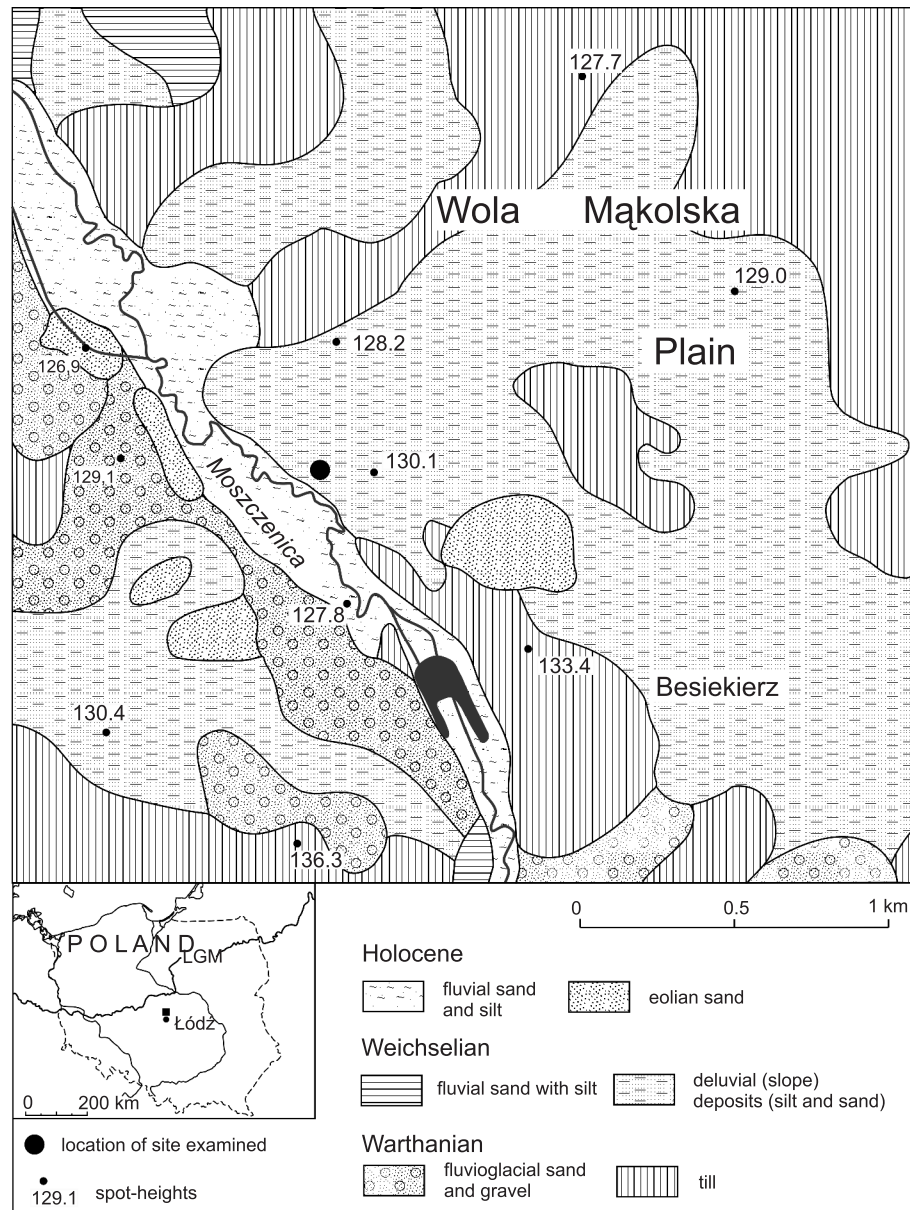 127.7
Wola Mąkolska
129.0
128.2
Plain
126.9
130.1
129.1
Moszczenica
127.8
133.4
Besiekierz
130.4
136.3
POLAND
LGM
Łódź
0 200 km
0 0.5 1 km
Holocene
fluvial sand
and silt
eolian sand
Weichselian
fluvial sand with silt
deluvial (slope)
deposits (silt and sand)
Warthanian
fluvioglacial sand
and gravel
till
location of site examined
129.1 spot-heights